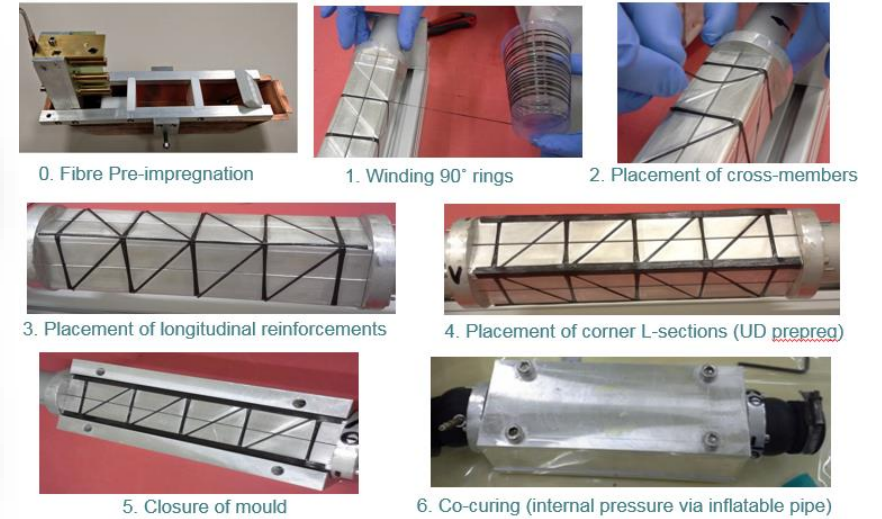 0. Fibre Pre-impregnation
1. Winding 90° rings
2. Placement of cross-members
3. Placement of longitudinal reinforcements
4. Placement of corner L-sections (UD prepreg)
5. Closure of mould
6. Co-curing (internal pressure via inflatable pipe)